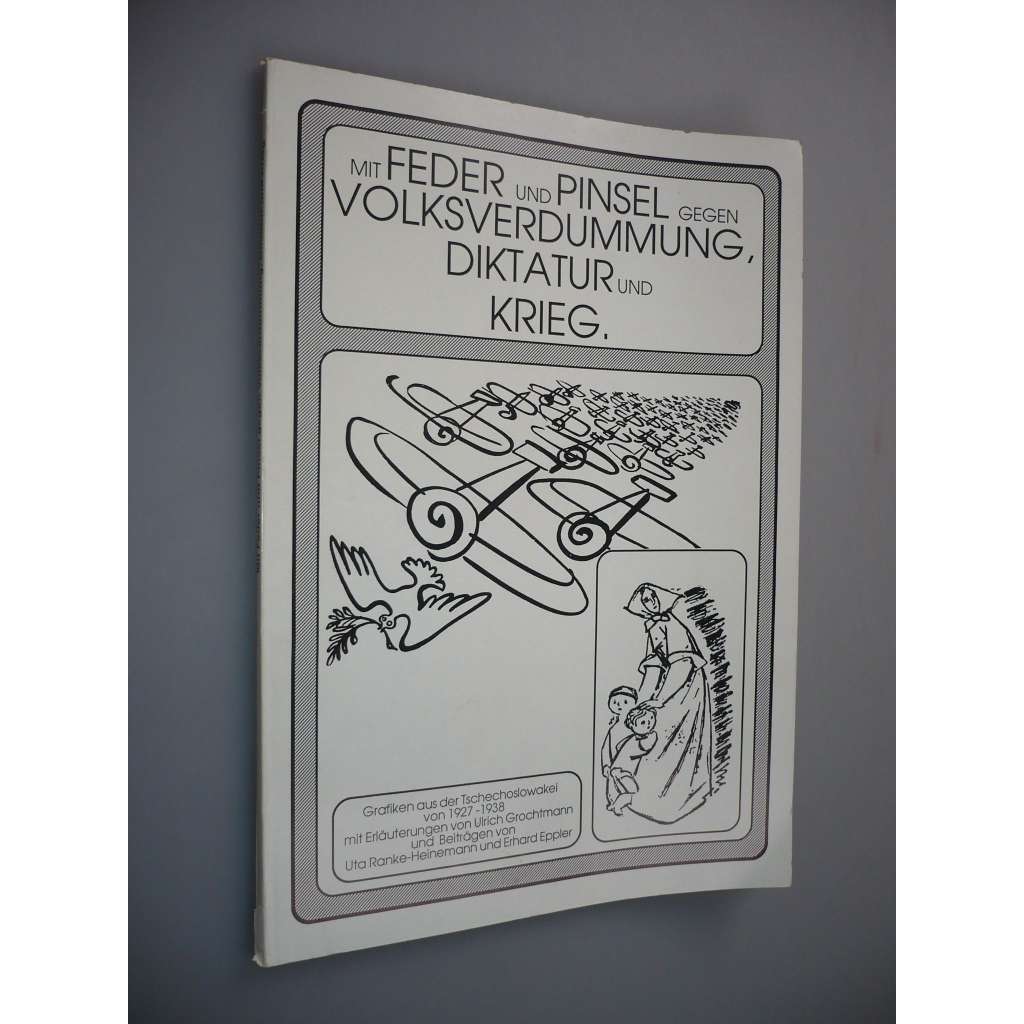 MIT FEDER UND PINSEL GEGEN
VOLKSVERDUMMUNG,
DIKTATUR UND
KRIEG.
Grafiken aus der Tschechoslowakei
von 1927-1938
mit Erläuterungen von Ulrich Grochtmann
und Beiträgen von
Uta Ranke-Heinemann und Erhard Eppler